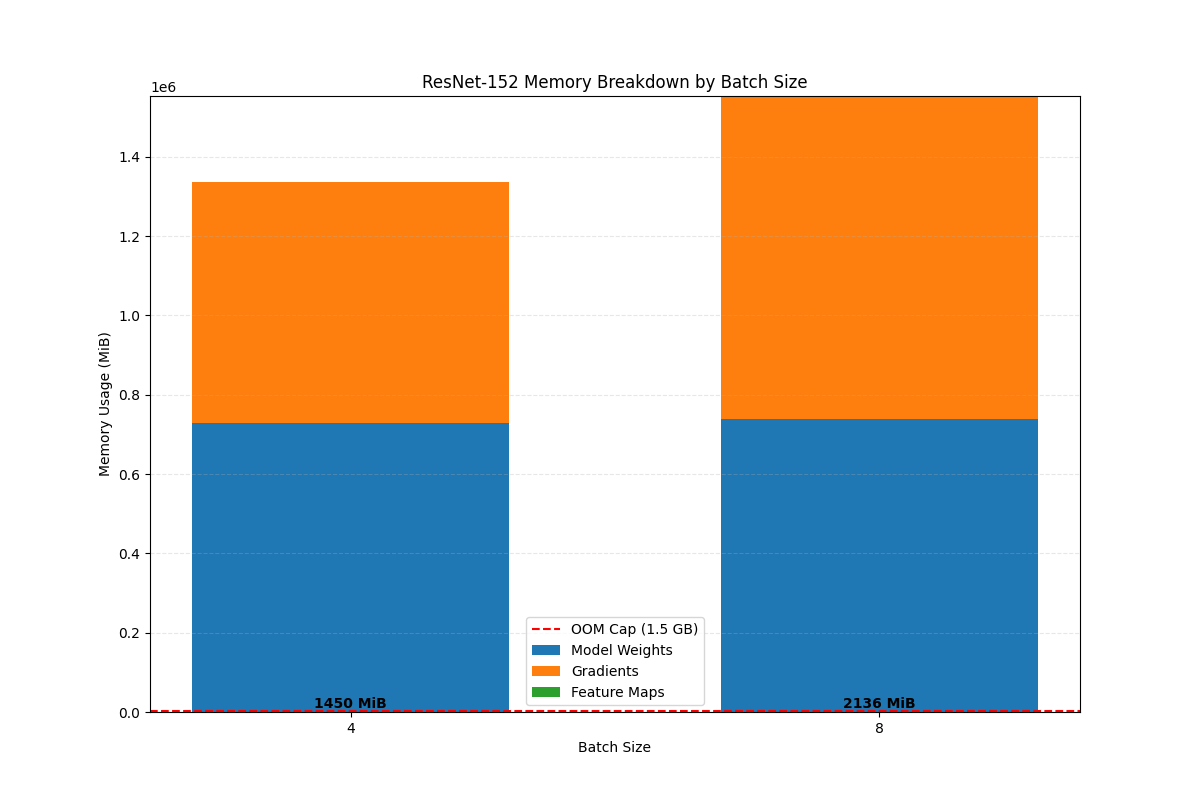 ResNet-152 Memory Breakdown by Batch Size
1e6
1.4
1.2
1.0
0.8
0.6
0.4
0.2
0.0
Memory Usage (MiB)
OOM Cap (1.5 GB)
Model Weights
Gradients
Feature Maps
1450 MiB
2136 MiB
4
8
Batch Size